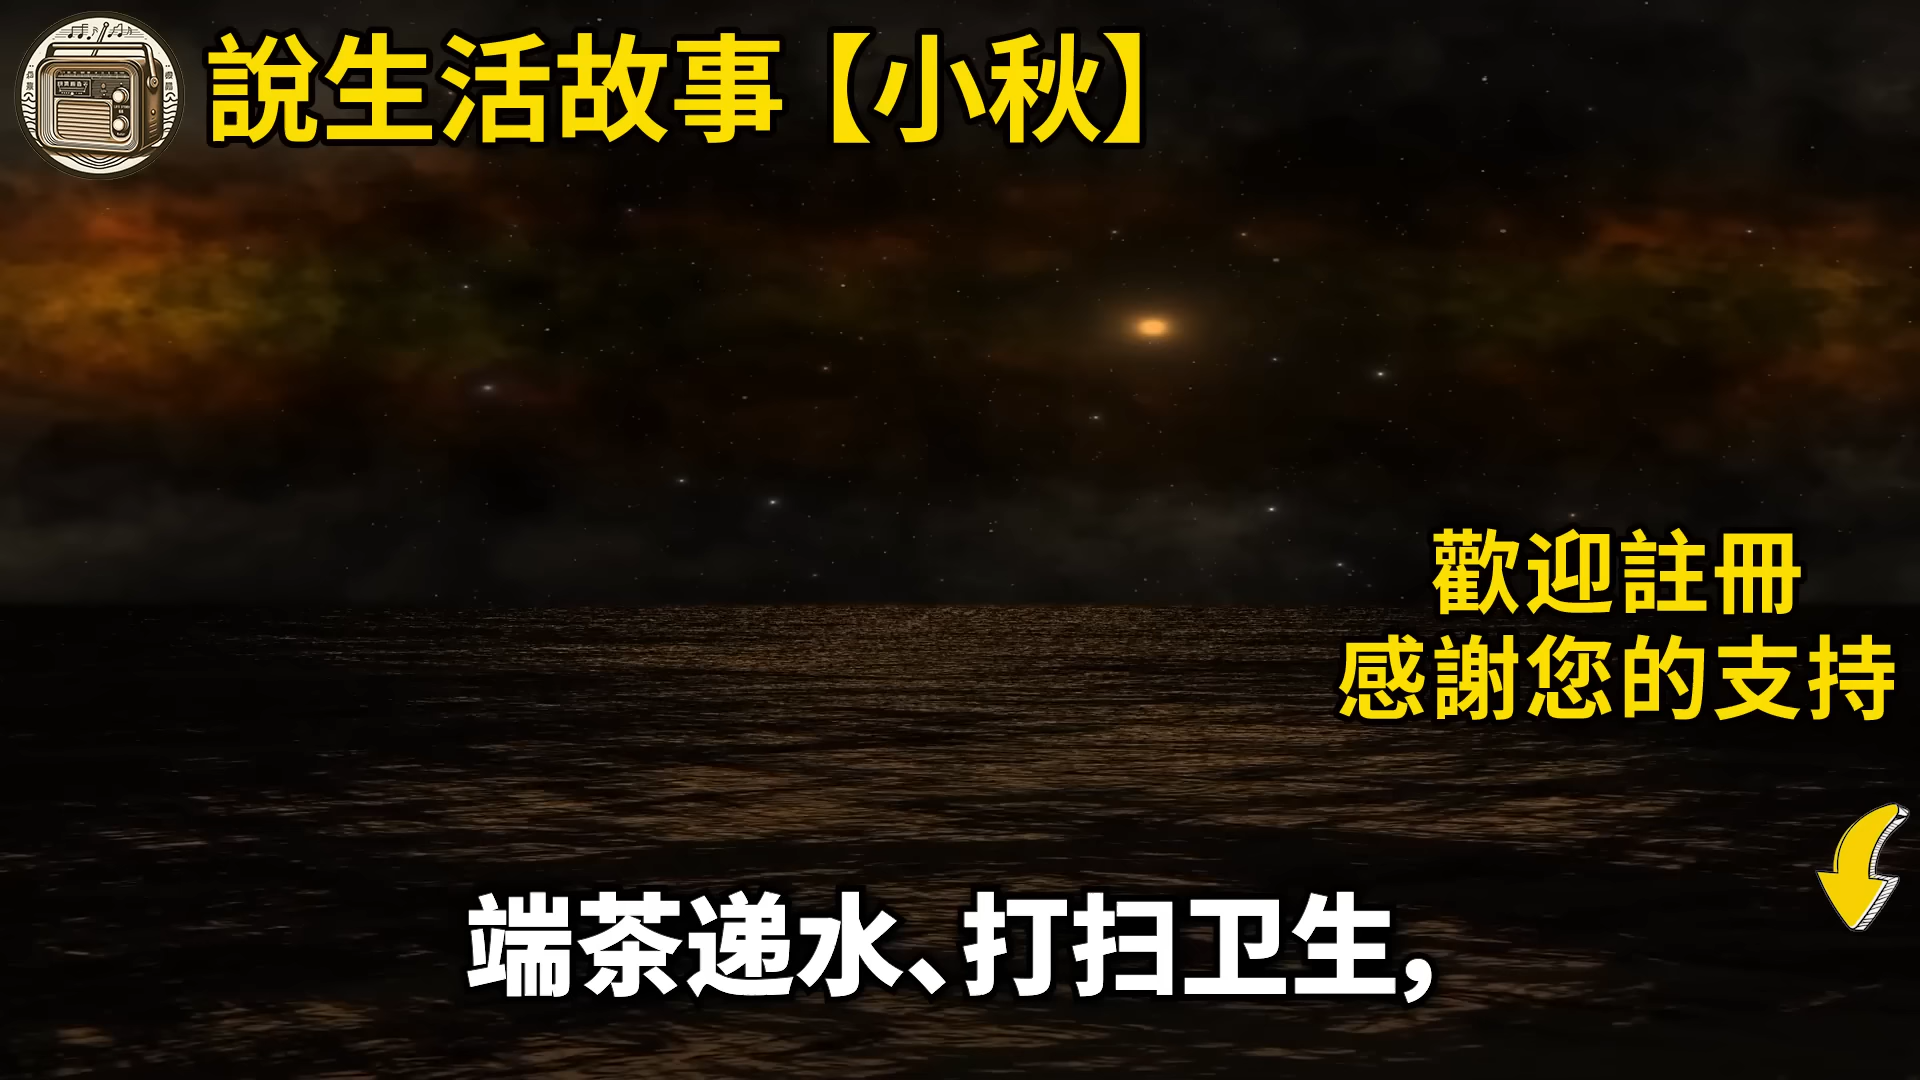 說生活故事【小秋】
歡迎註冊
感謝您的支持
端茶递水、打扫卫生,